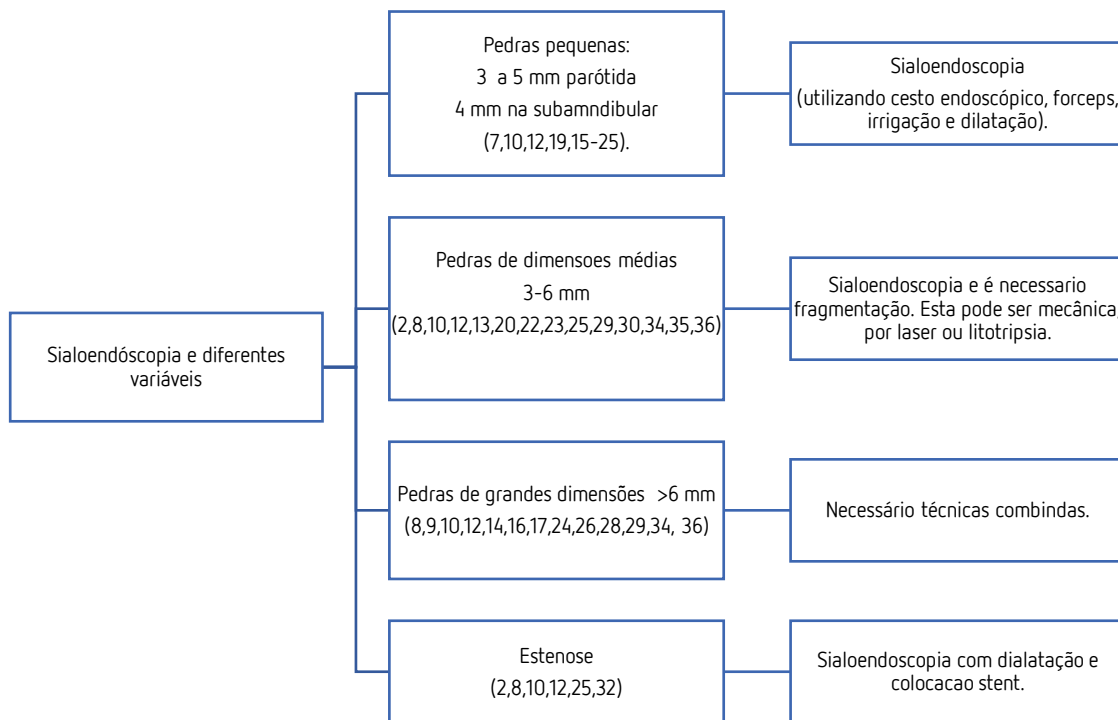 Sialoendóscopia e diferentes
variáveis
Pedras pequenas:
3 a 5 mm parótida
4 mm na subamndibular
(7,10,12,19,15-25).
Sialoendoscopia
(utilizando cesto endoscópico, forceps,
irrigação e dilatação).
Pedras de dimensoes médias
3-6 mm
(2,8,10,12,13,20,22,23,25,29,30,34,35,36)
Sialoendoscopia e é necessario
fragmentação. Esta pode ser mecânica,
por laser ou litotripsia.
Pedras de grandes dimensões >6 mm
(8,9,10,12,14,16,17,24,26,28,29,34, 36)
Necessário técnicas combindas.
Estenose
(2,8,10,12,25,32)
Sialoendoscopia com dialatação e
colocacao stent.